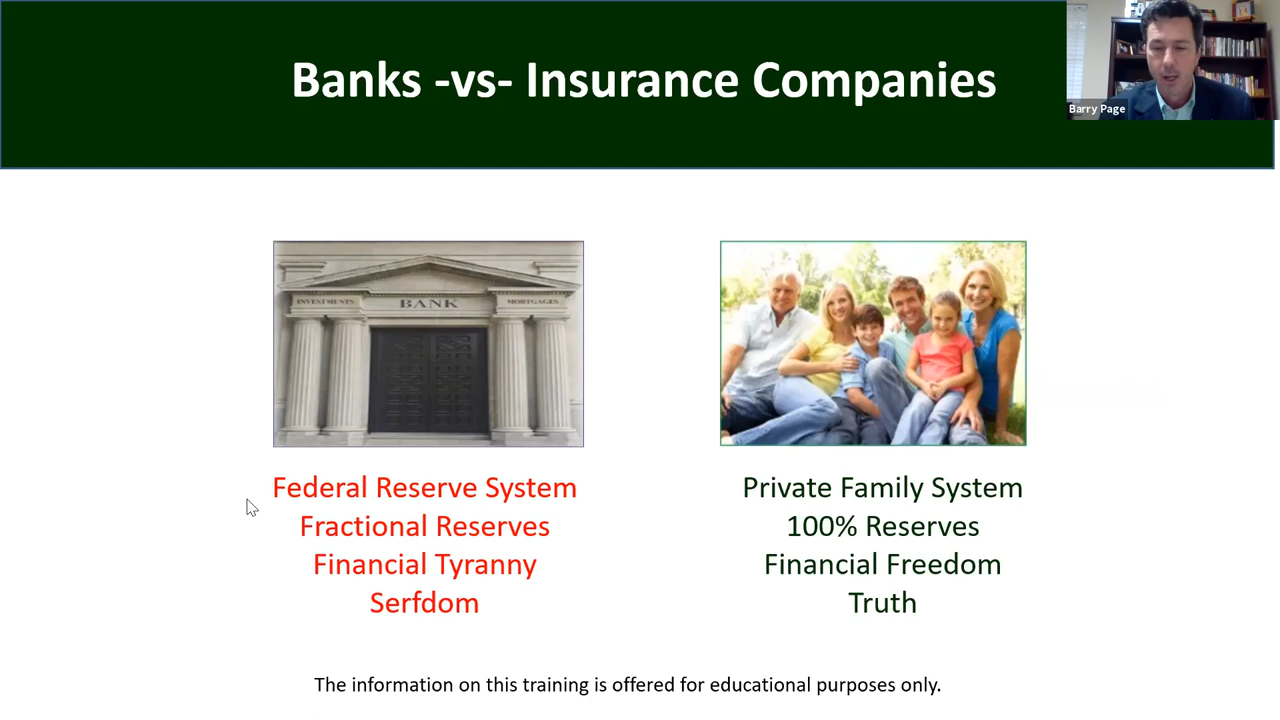 Banks -vs- Insurance Companies
Barry Page
INVESTMENTS
BANK
MORTGAGES
Federal Reserve System
Fractional Reserves
Financial Tyranny
Serfdom
Private Family System
100% Reserves
Financial Freedom
Truth
The information on this training is offered for educational purposes only.